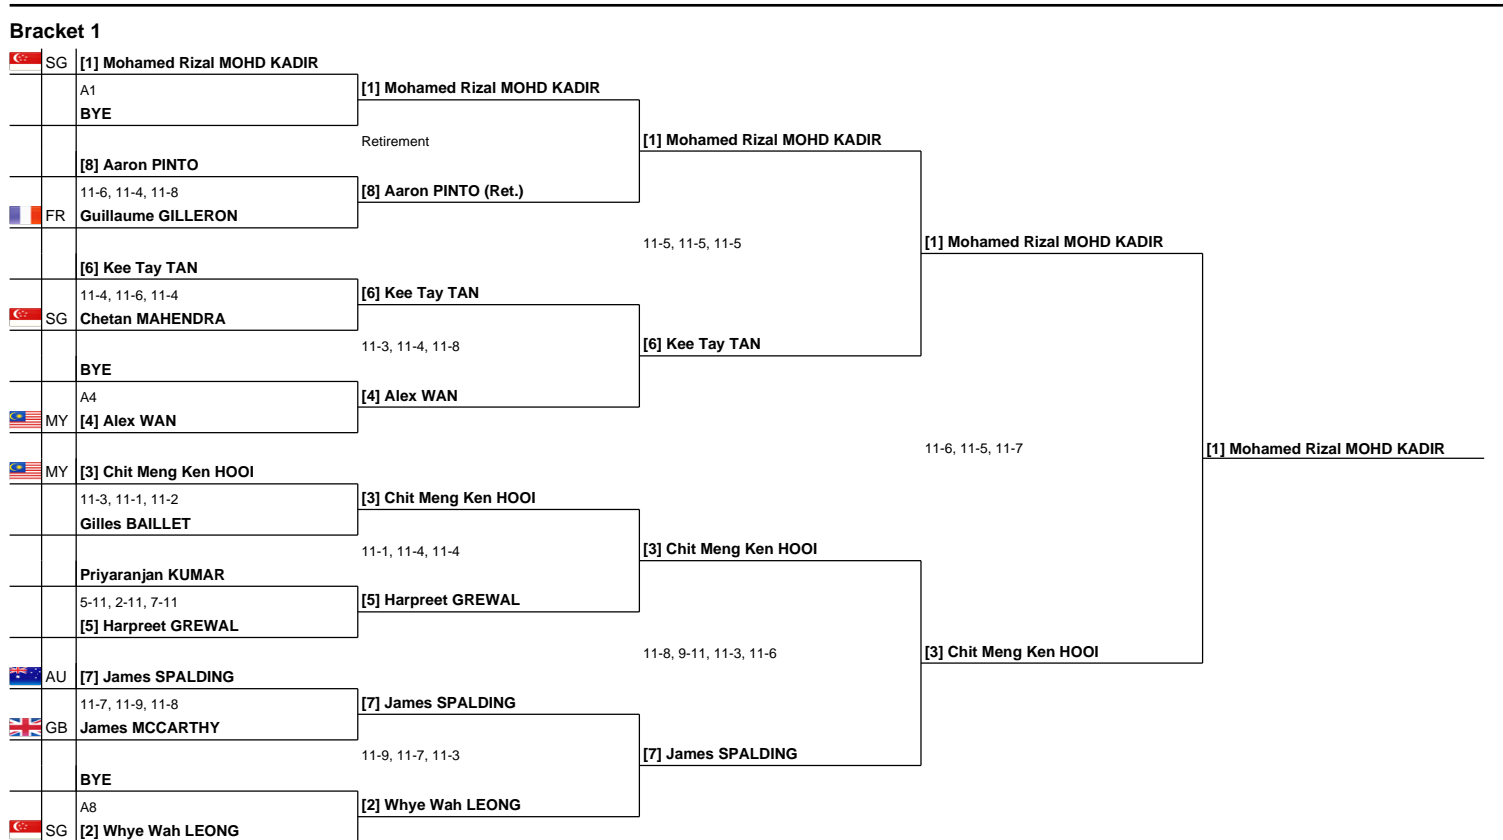 Bracket 1
SG [1] Mohamed Rizal MOHD KADIR
A1
BYE
[8] Aaron PINTO
11-6, 11-4, 11-8
FR Guillaume GILLERON
[6] Kee Tay TAN
11-4, 11-6, 11-4
SG Chetan MAHENDRA
BYE
A4
MY [4] Alex WAN
MY [3] Chit Meng Ken HOOI
11-3, 11-1, 11-2
Gilles BAILLET
Priyaranjan KUMAR
5-11, 2-11, 7-11
[5] Harpreet GREWAL
AU [7] James SPALDING
11-7, 11-9, 11-8
GB James MCCARTHY
BYE
A8
SG [2] Whye Wah LEONG
[1] Mohamed Rizal MOHD KADIR
Retirement
[8] Aaron PINTO (Ret.)
[6] Kee Tay TAN
11-3, 11-4, 11-8
[4] Alex WAN
[3] Chit Meng Ken HOOI
11-1, 11-4, 11-4
[5] Harpreet GREWAL
[7] James SPALDING
11-9, 11-7, 11-3
[2] Whye Wah LEONG
[1] Mohamed Rizal MOHD KADIR
11-5, 11-5, 11-5
[6] Kee Tay TAN
[3] Chit Meng Ken HOOI
11-8, 9-11, 11-3, 11-6
[7] James SPALDING
[1] Mohamed Rizal MOHD KADIR
11-6, 11-5, 11-7
[3] Chit Meng Ken HOOI
[1] Mohamed Rizal MOHD KADIR